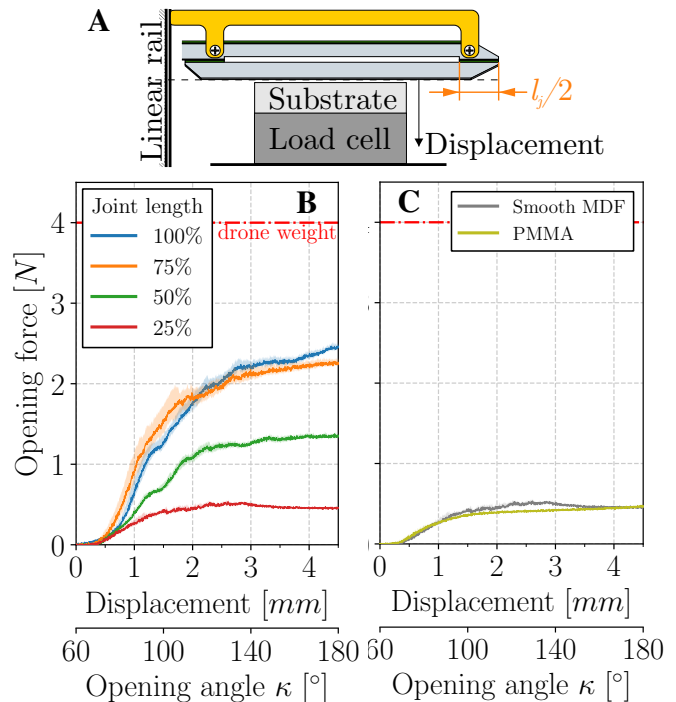 A
Linear rail
Substrate
Load cell
l_j/2
Displacement
B
C
Joint length
100%
75%
50%
25%
drone weight
Smooth MDF
PMMA
Opening force [N]
4
3
2
1
0
0 1 2 3 4
Displacement [mm]
60 100 140 180
Opening angle κ [°]
0 1 2 3 4
Displacement [mm]
60 100 140 180
Opening angle κ [°]